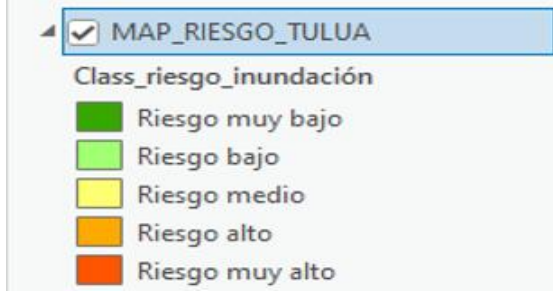 MAP_RIESGO_TULUA
Class_riesgo_inundación
Riesgo muy bajo
Riesgo bajo
Riesgo medio
Riesgo alto
Riesgo muy alto